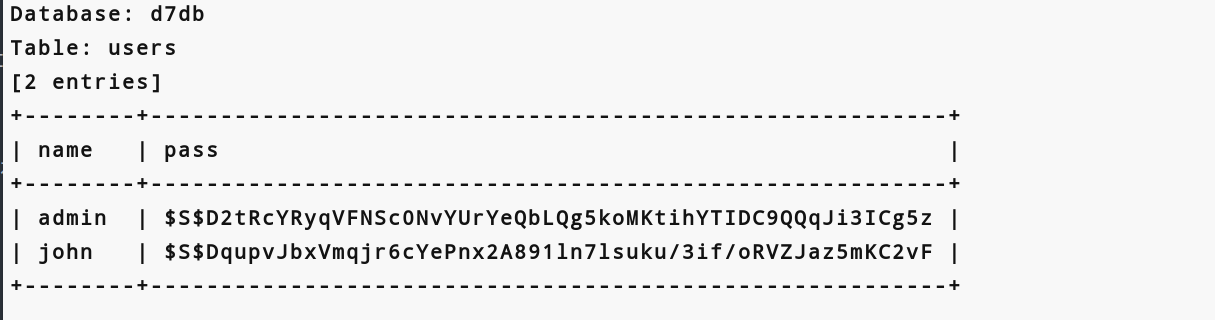 Database: d7db
Table: users
[2 entries]
+--------+---------------------------------------------------------+
| name   | pass                                                    |
+--------+---------------------------------------------------------+
| admin  | $S$D2tRcYRyqVFNSc0NvYUrYeQbLQg5koMKtihYTIDC9QQqJi3ICg5z |
| john   | $S$DqupvJbxVmqjr6cYePnx2A891ln7lsuku/3if/oRVZJaz5mKC2vF |
+--------+---------------------------------------------------------+